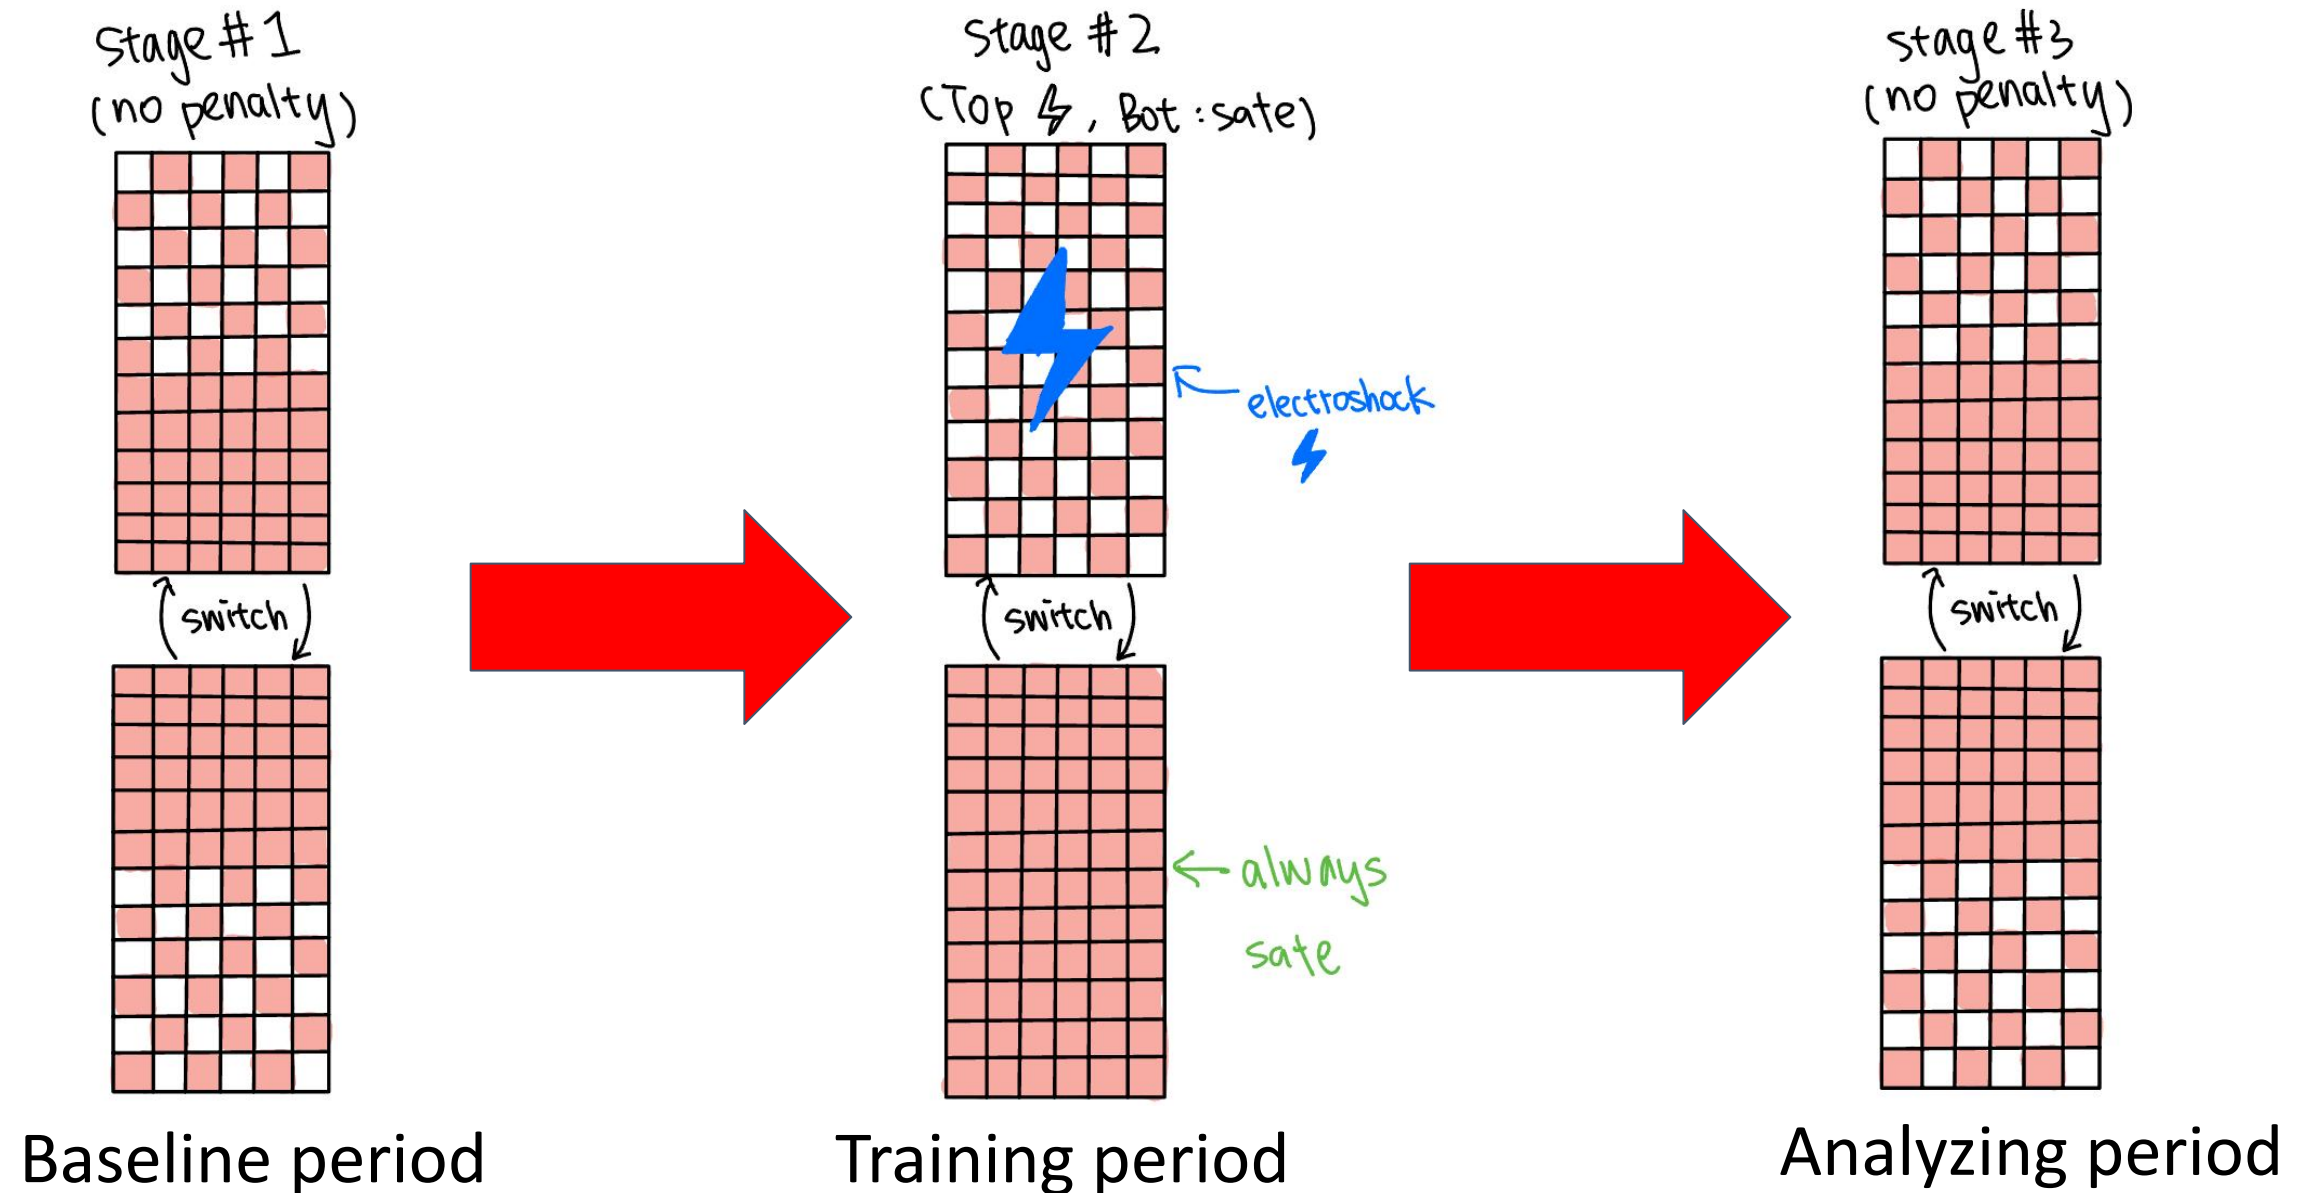 Stage #1
(no penalty)
switch
Baseline period
Stage #2
(Top ⚡, Bot : safe)
electroshock
⚡
switch
always
safe
Training period
stage #3
(no penalty)
switch
Analyzing period